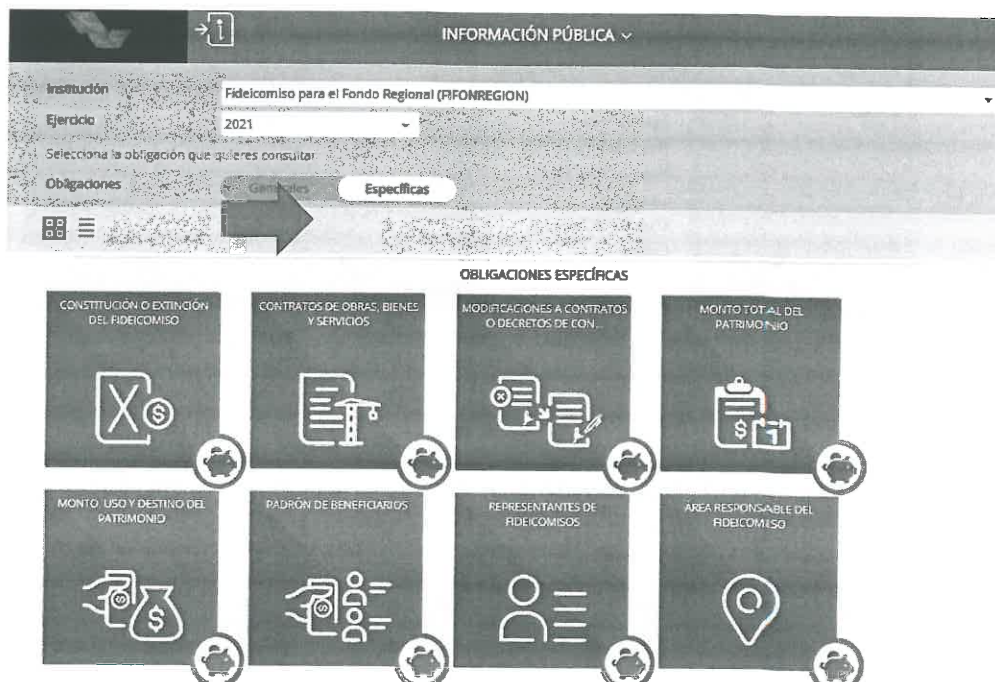 INFORMACIÓN PÚBLICA
Institución
Fideicomiso para el Fondo Regional (FIFONREGION)
Ejercicio
2021
Selecciona la obligación que quieres consultar
Obligaciones
Generales
Específicas
OBLIGACIONES ESPECÍFICAS
CONSTITUCIÓN O EXTINCIÓN
DEL FIDEICOMISO
CONTRATOS DE OBRAS, BIENES
Y SERVICIOS
MODIFICACIONES A CONTRATOS
O DECRETOS DE CON...
MONTO TOTAL DEL
PATRIMONIO
MONTO, USO Y DESTINO DEL
PATRIMONIO
PADRÓN DE BENEFICIARIOS
REPRESENTANTES DE
FIDEICOMISOS
ÁREA RESPONSABLE DEL
FIDEICOMISO